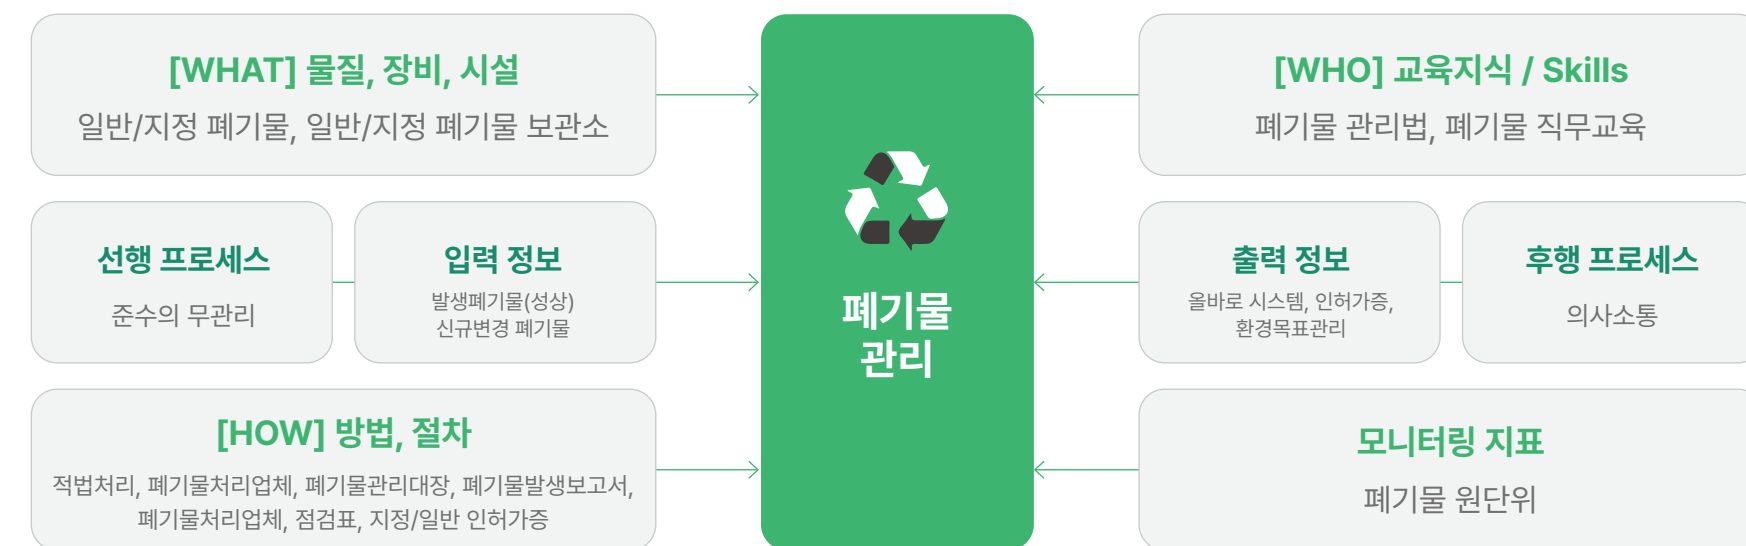 [WHAT] 물질, 장비, 시설
일반/지정 폐기물, 일반/지정 폐기물 보관소
선행 프로세스
준수의 무관리
입력 정보
발생폐기물(성상)
신규변경 폐기물
[HOW] 방법, 절차
적법처리, 폐기물처리업체, 폐기물관리대장, 폐기물발생보고서,
폐기물처리업체, 점검표, 지정/일반 인허가증
폐기물
관리
[WHO] 교육지식 / Skills
폐기물 관리법, 폐기물 직무교육
출력 정보
올바로 시스템, 인허가증,
환경목표관리
후행 프로세스
의사소통
모니터링 지표
폐기물 원단위